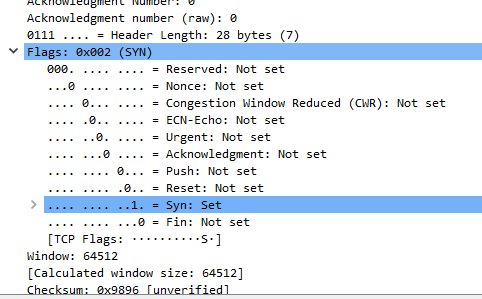 Acknowledgment Number: 0
Acknowledgment number (raw): 0
0111 .... = Header Length: 28 bytes (7)
Flags: 0x002 (SYN)
000. .... .... = Reserved: Not set
...0 .... .... = Nonce: Not set
.... 0... .... = Congestion Window Reduced (CWR): Not set
.... .0.. .... = ECN-Echo: Not set
.... ..0. .... = Urgent: Not set
.... ...0 .... = Acknowledgment: Not set
.... .... 0... = Push: Not set
.... .... .0.. = Reset: Not set
.... .... ..1. = Syn: Set
.... .... ...0 = Fin: Not set
[TCP Flags: ··········S·]
Window: 64512
[Calculated window size: 64512]
Checksum: 0x9896 [unverified]